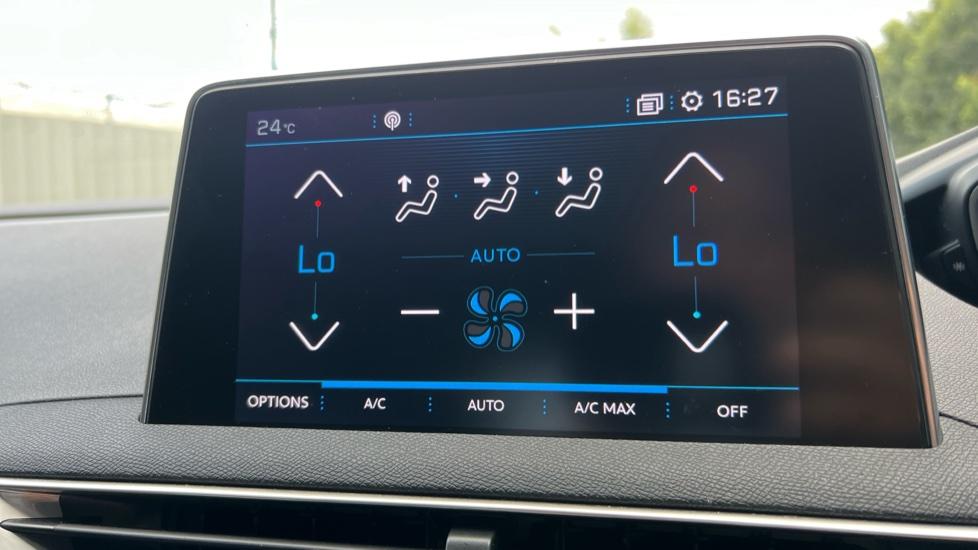 24°C 16:27
Lo Lo
AUTO
OPTIONS A/C AUTO A/C MAX OFF